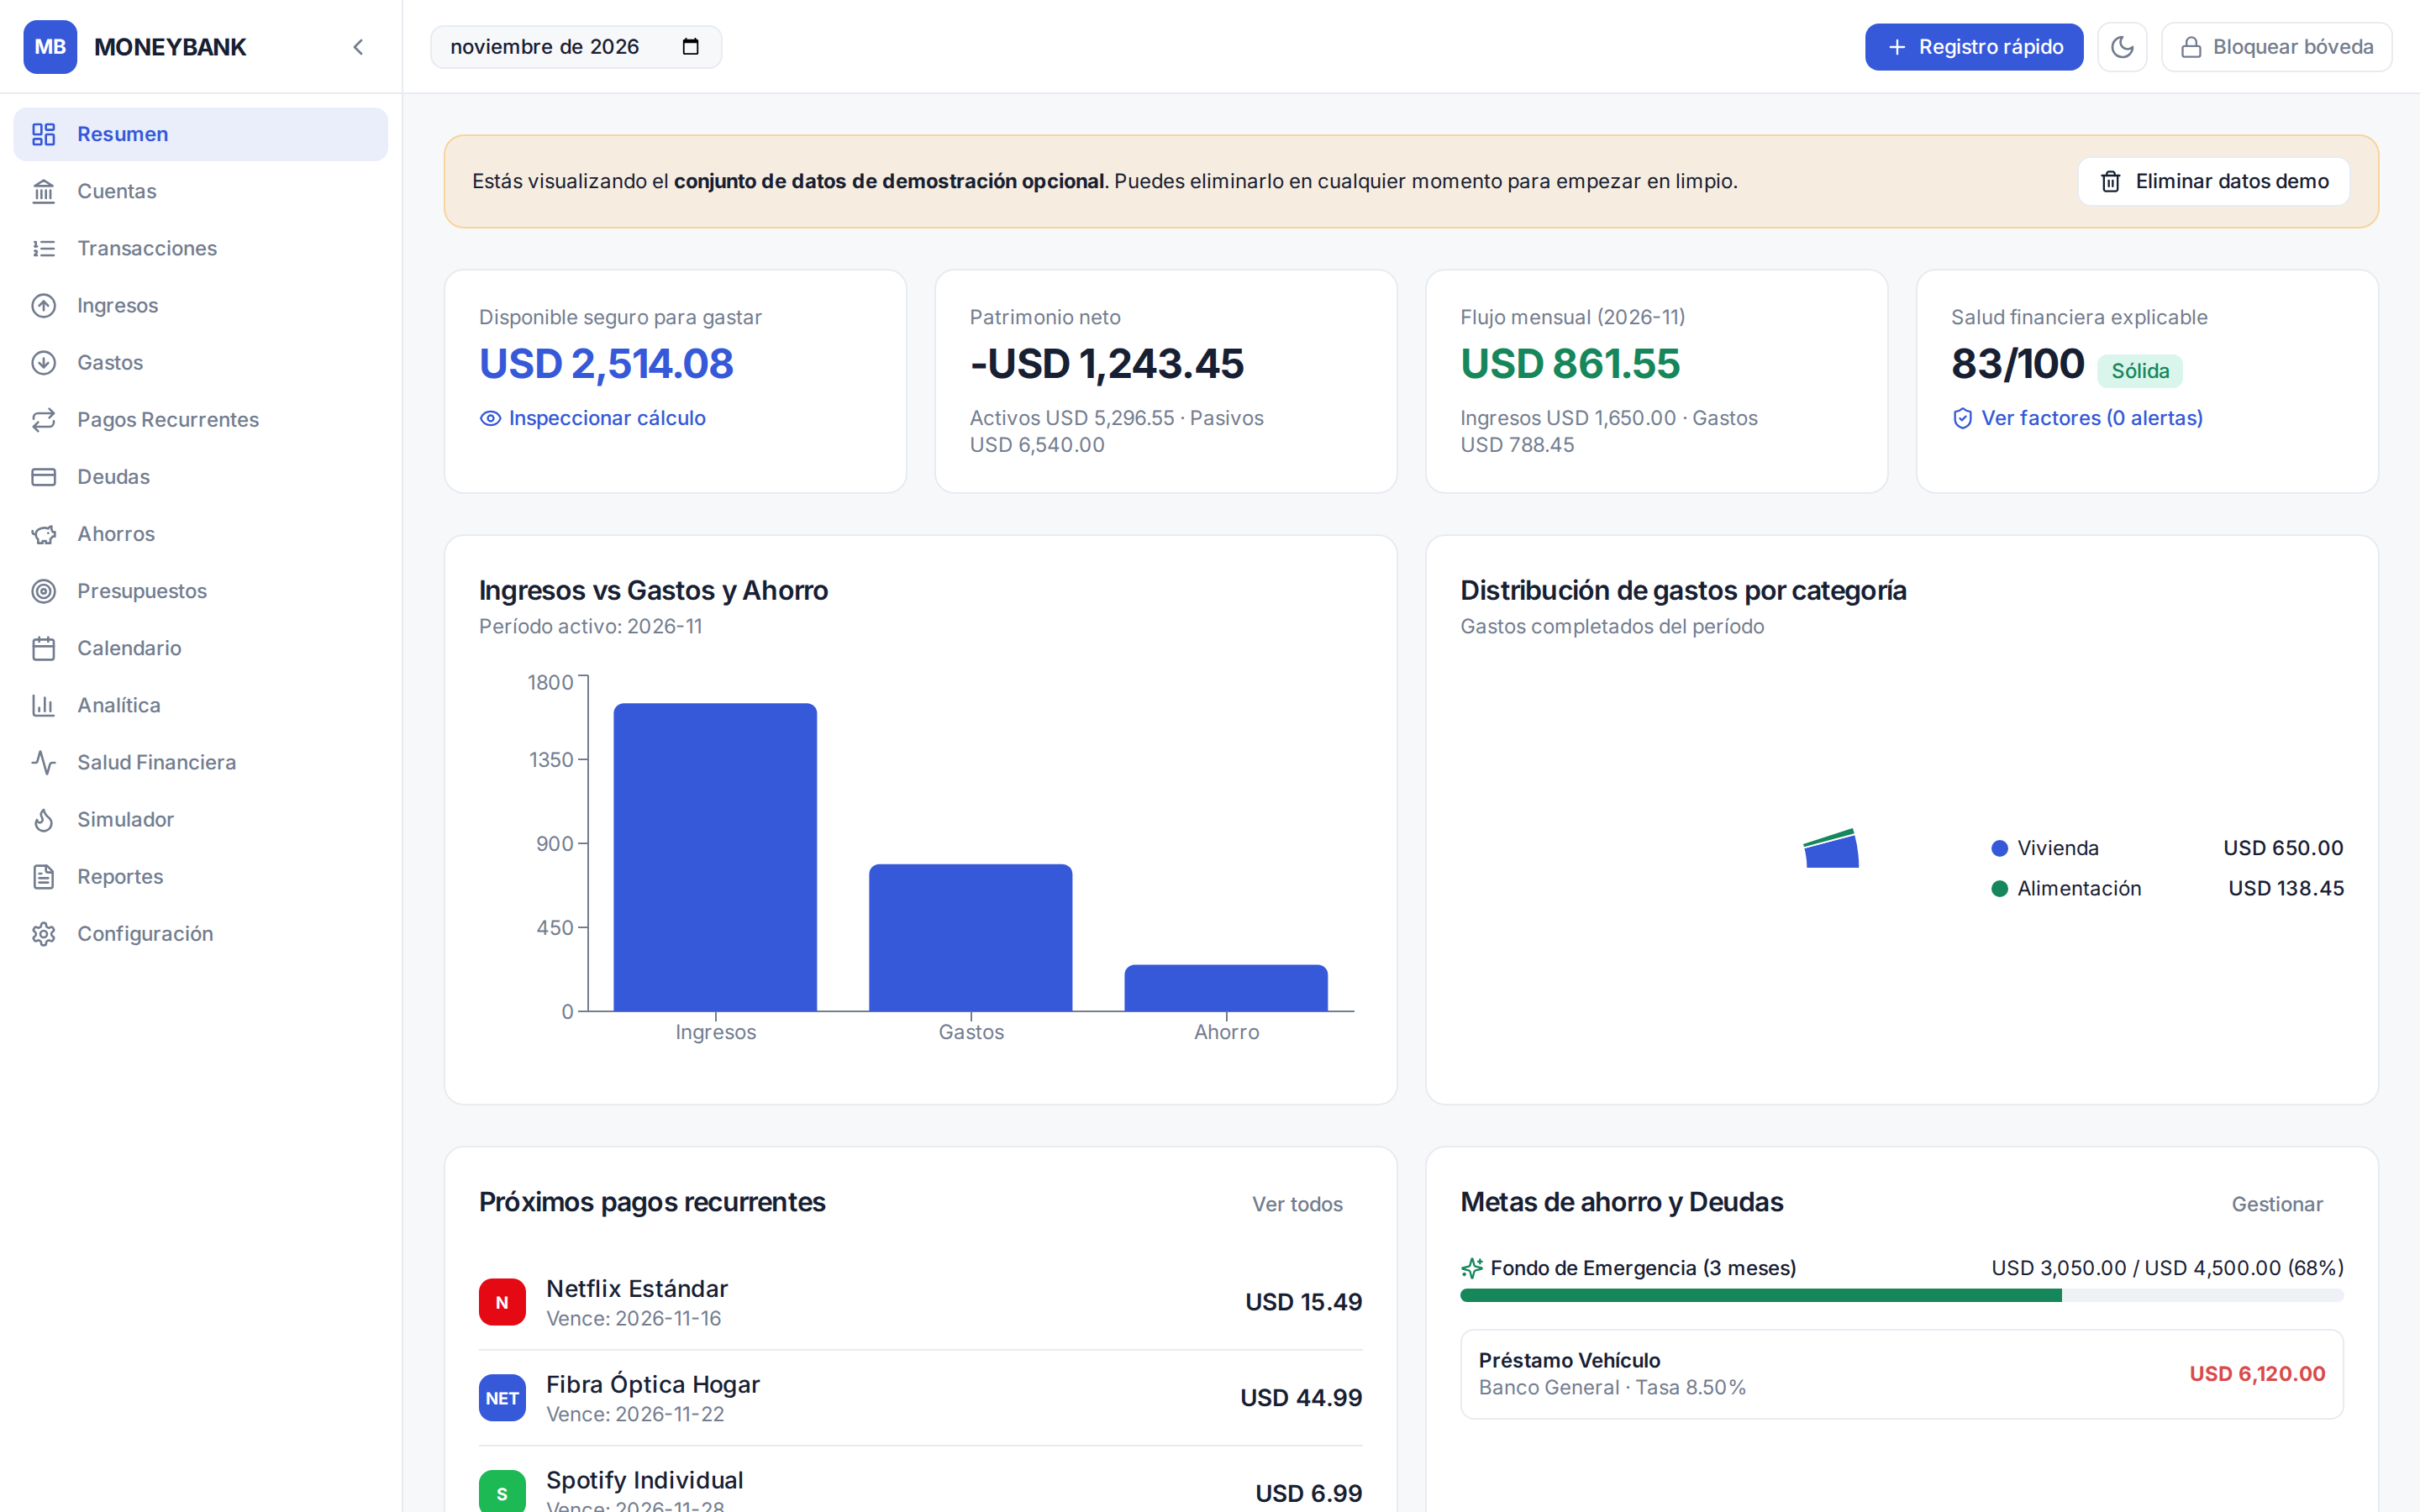 MB MONEYBANK
noviembre de 2026
Registro rápido
Bloquear bóveda
Resumen
Cuentas
Transacciones
Ingresos
Gastos
Pagos Recurrentes
Deudas
Ahorros
Presupuestos
Calendario
Analítica
Salud Financiera
Simulador
Reportes
Configuración
Estás visualizando el conjunto de datos de demostración opcional. Puedes eliminarlo en cualquier momento para empezar en limpio.
Eliminar datos demo
Disponible seguro para gastar
USD 2,514.08
Inspeccionar cálculo
Patrimonio neto
-USD 1,243.45
Activos USD 5,296.55 · Pasivos
USD 6,540.00
Flujo mensual (2026-11)
USD 861.55
Ingresos USD 1,650.00 · Gastos
USD 788.45
Salud financiera explicable
83/100 Sólida
Ver factores (0 alertas)
Ingresos vs Gastos y Ahorro
Período activo: 2026-11
1800
1350
900
450
0
Ingresos Gastos Ahorro
Distribución de gastos por categoría
Gastos completados del período
Vivienda USD 650.00
Alimentación USD 138.45
Próximos pagos recurrentes
Ver todos
N
Netflix Estándar
Vence: 2026-11-16
USD 15.49
NET
Fibra Óptica Hogar
Vence: 2026-11-22
USD 44.99
S
Spotify Individual
Vence: 2026-11-28
USD 6.99
Metas de ahorro y Deudas
Gestionar
Fondo de Emergencia (3 meses)
USD 3,050.00 / USD 4,500.00 (68%)
Préstamo Vehículo
Banco General · Tasa 8.50%
USD 6,120.00